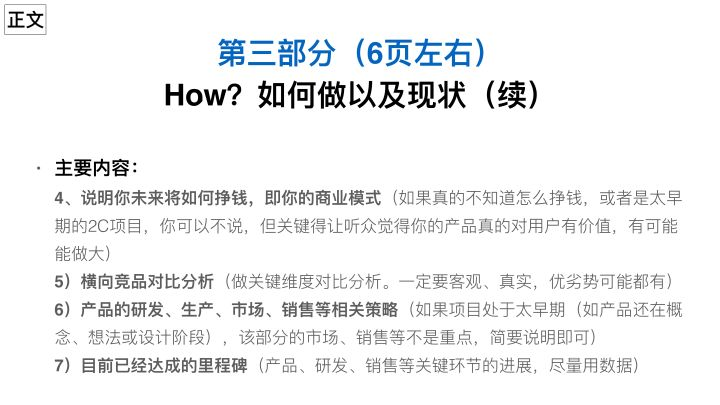 正文
第三部分（6页左右）
How？如何做以及现状（续）
· 主要内容：
4、说明你未来将如何挣钱，即你的商业模式（如果真的不知道怎么挣钱，或者是太早
期的2C项目，你可以不说，但关键得让听众觉得你的产品真的对用户有价值，有可能
能做大）
5）横向竞品对比分析（做关键维度对比分析。一定要客观、真实，优劣势可能都有）
6）产品的研发、生产、市场、销售等相关策略（如果项目处于太早期（如产品还在概
念、想法或设计阶段），该部分的市场、销售等不是重点，简要说明即可）
7）目前已经达成的里程碑（产品、研发、销售等关键环节的进展，尽量用数据）